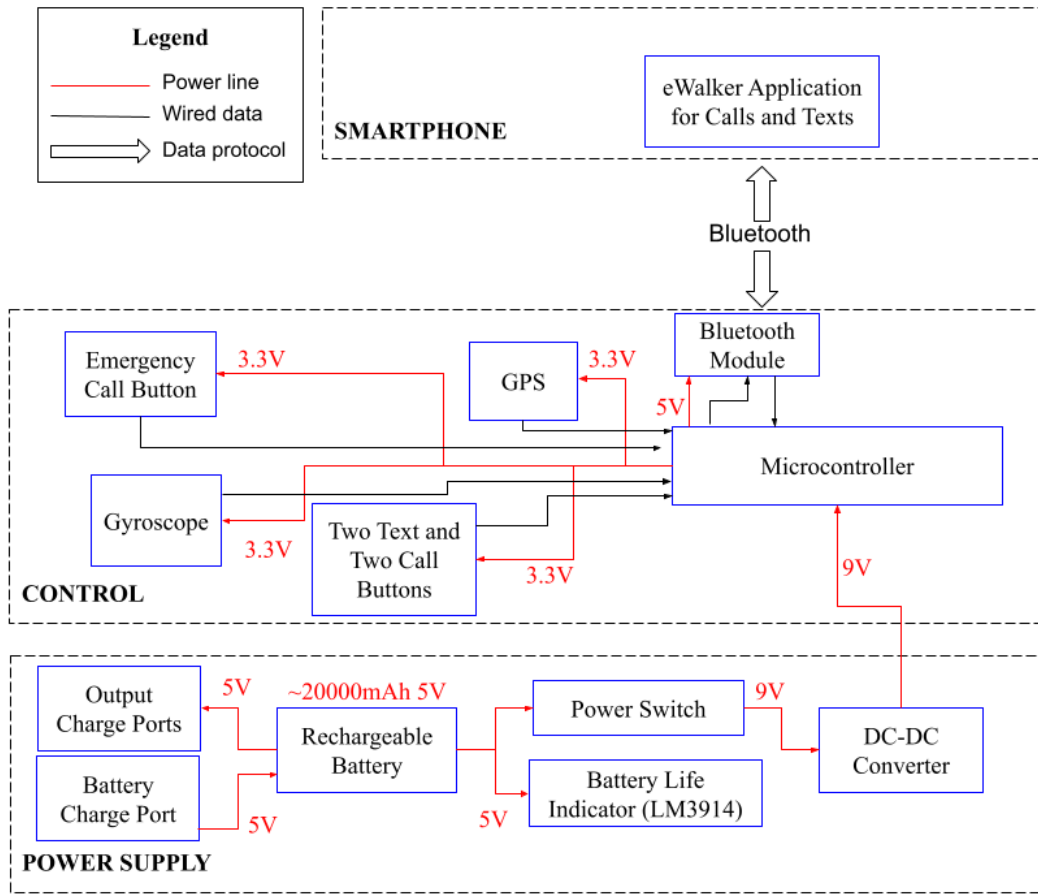 Legend
Power line
Wired data
Data protocol
eWalker Application
for Calls and Texts
SMARTPHONE
Bluetooth
Emergency
Call Button
3.3V
GPS
3.3V
Bluetooth
Module
5V
Microcontroller
Gyroscope
3.3V
Two Text and
Two Call
Buttons
3.3V
9V
CONTROL
Output
Charge Ports
5V
~20000mAh 5V
Rechargeable
Battery
Power Switch
9V
DC-DC
Converter
Battery
Charge Port
5V
5V
Battery Life
Indicator (LM3914)
POWER SUPPLY